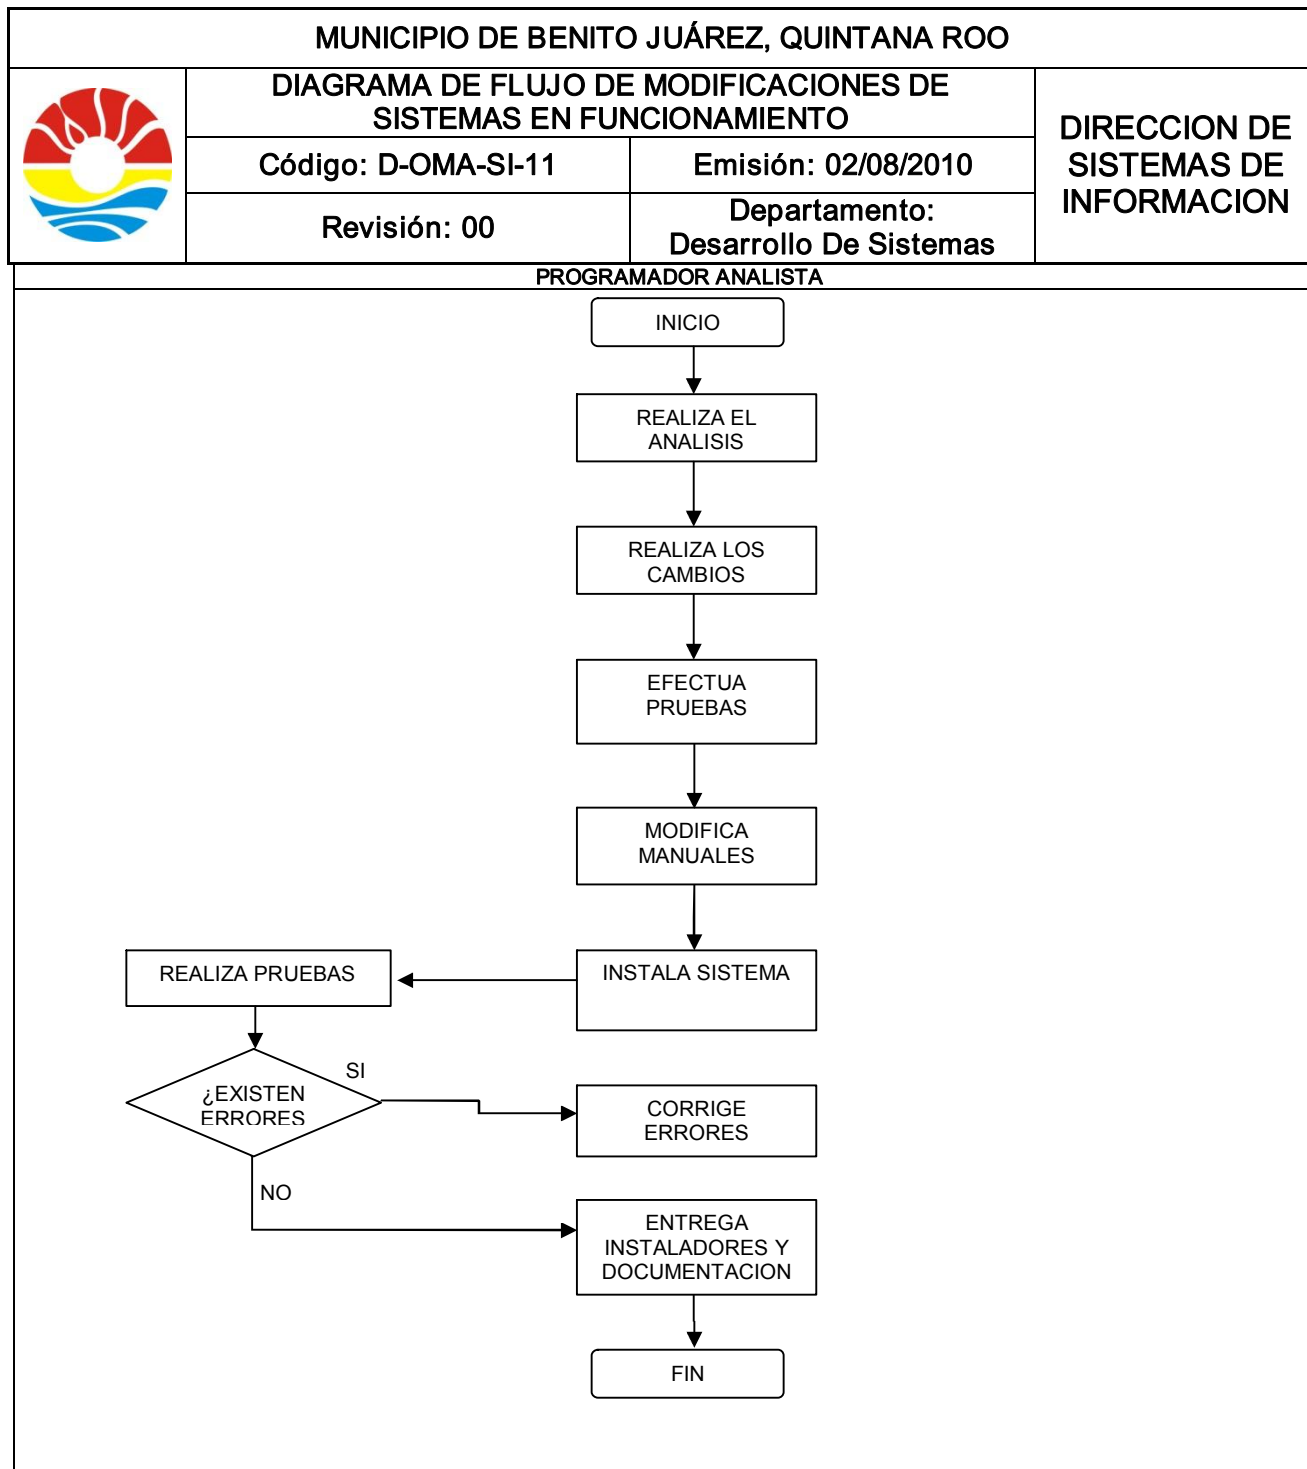 MUNICIPIO DE BENITO JUÁREZ, QUINTANA ROO
DIAGRAMA DE FLUJO DE MODIFICACIONES DE
SISTEMAS EN FUNCIONAMIENTO
Código: D-OMA-SI-11
Emisión: 02/08/2010
Revisión: 00
Departamento:
Desarrollo De Sistemas
DIRECCION DE
SISTEMAS DE
INFORMACION
PROGRAMADOR ANALISTA
INICIO
REALIZA EL
ANALISIS
REALIZA LOS
CAMBIOS
EFECTUA
PRUEBAS
MODIFICA
MANUALES
INSTALA SISTEMA
REALIZA PRUEBAS
¿EXISTEN
ERRORES
SI
CORRIGE
ERRORES
NO
ENTREGA
INSTALADORES Y
DOCUMENTACION
FIN